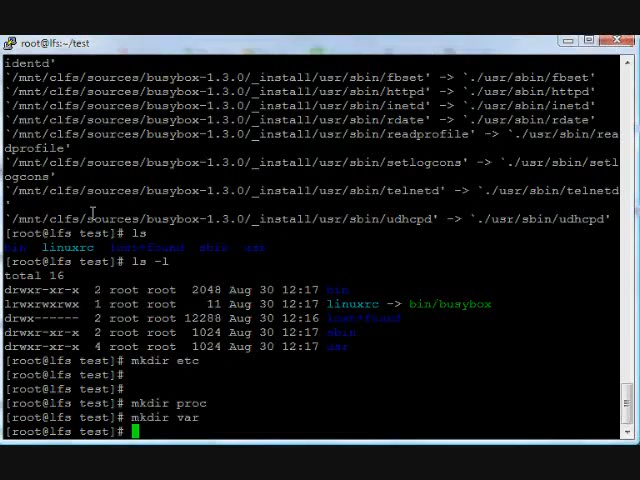 root@lfs:~/test
identd'
`/mnt/clfs/sources/busybox-1.3.0/_install/usr/sbin/fbset' -> `./usr/sbin/fbset'
`/mnt/clfs/sources/busybox-1.3.0/_install/usr/sbin/httpd' -> `./usr/sbin/httpd'
`/mnt/clfs/sources/busybox-1.3.0/_install/usr/sbin/inetd' -> `./usr/sbin/inetd'
`/mnt/clfs/sources/busybox-1.3.0/_install/usr/sbin/rdate' -> `./usr/sbin/rdate'
`/mnt/clfs/sources/busybox-1.3.0/_install/usr/sbin/readprofile' -> `./usr/sbin/rea
dprofile'
`/mnt/clfs/sources/busybox-1.3.0/_install/usr/sbin/setlogcons' -> `./usr/sbin/setl
ogcons'
`/mnt/clfs/sources/busybox-1.3.0/_install/usr/sbin/telnetd' -> `./usr/sbin/telnetd
'
`/mnt/clfs/sources/busybox-1.3.0/_install/usr/sbin/udhcpd' -> `./usr/sbin/udhcpd'
[root@lfs test]# ls
bin linuxrc lost+found sbin usr
[root@lfs test]# ls -l
total 16
drwxr-xr-x 2 root root 2048 Aug 30 12:17 bin
lrwxrwxrwx 1 root root 11 Aug 30 12:17 linuxrc -> bin/busybox
drwx------ 2 root root 12288 Aug 30 12:16 lost+found
drwxr-xr-x 2 root root 1024 Aug 30 12:17 sbin
drwxr-xr-x 4 root root 1024 Aug 30 12:17 usr
[root@lfs test]# mkdir etc
[root@lfs test]#
[root@lfs test]#
[root@lfs test]# mkdir proc
[root@lfs test]# mkdir var
[root@lfs test]#